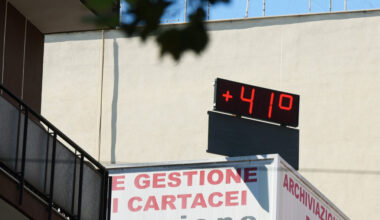 +41°
E GESTIONE
I CARTACEI
ARCHIVIAZIO